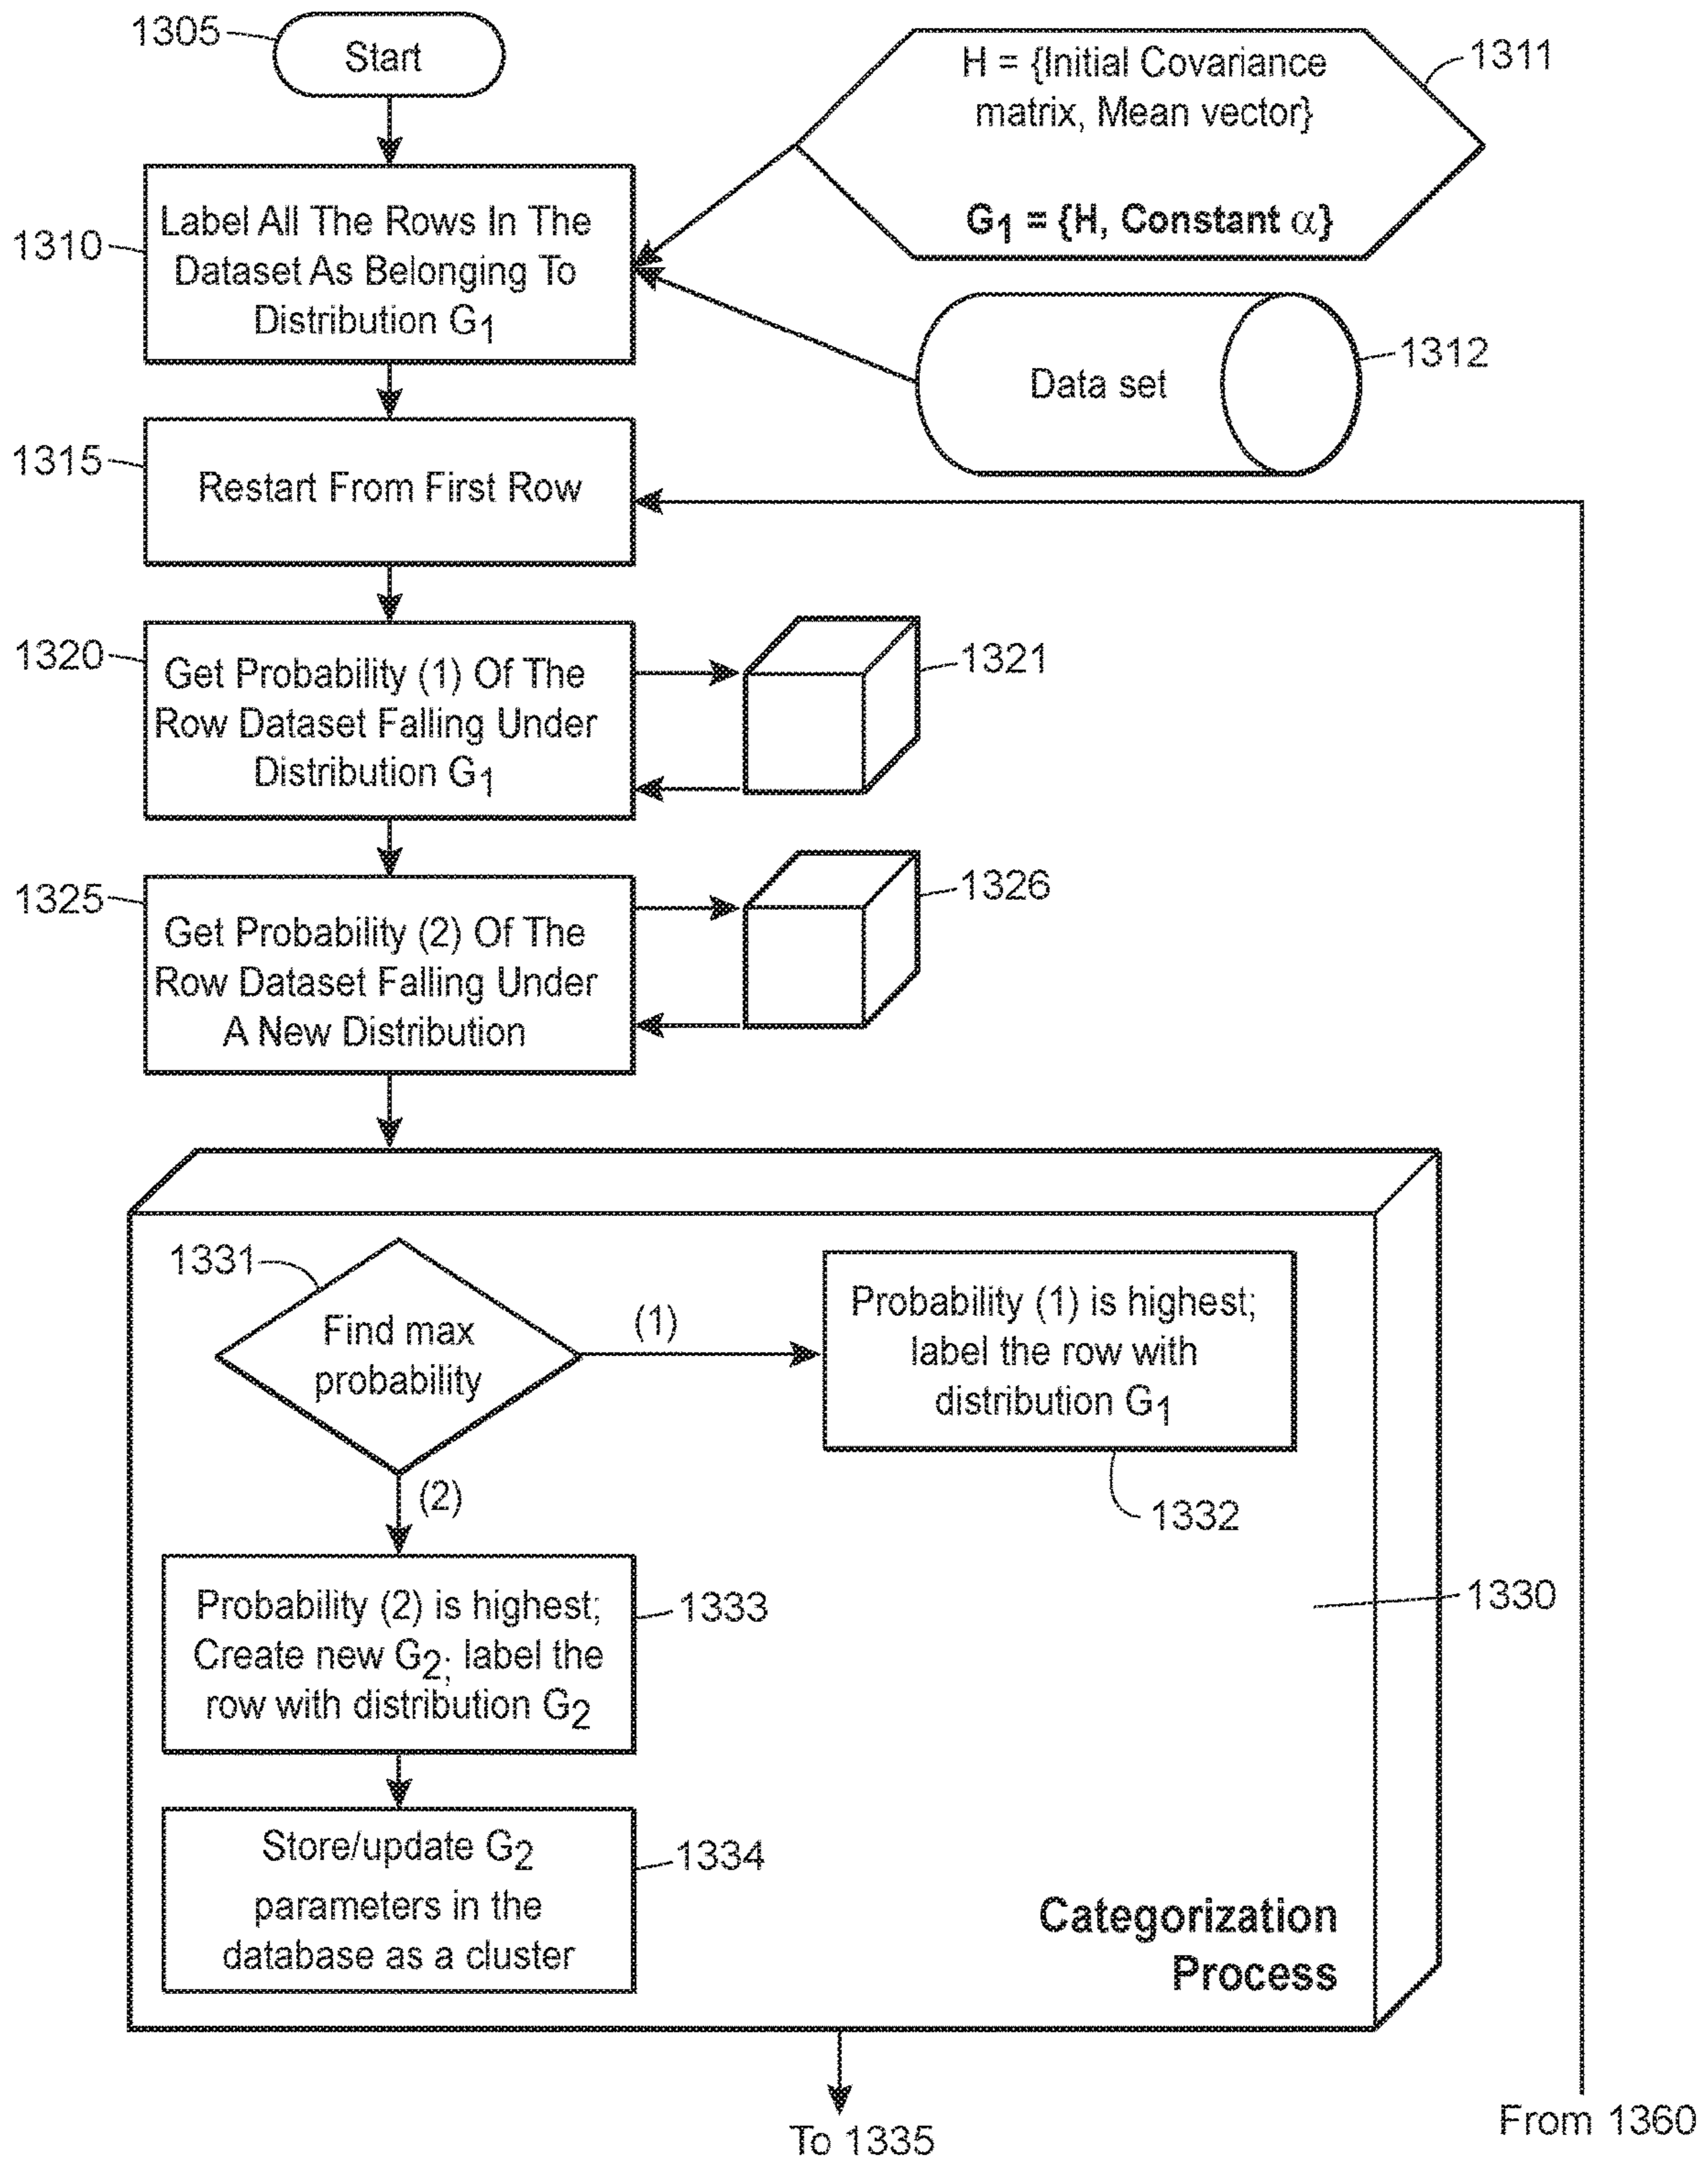 1305
Start
H = {Initial Covariance
matrix, Mean vector}
G1 = {H, Constant α}
1311
1310
Label All The Rows In The
Dataset As Belonging To
Distribution G1
Data set
1312
1315
Restart From First Row
1320
Get Probability (1) Of The
Row Dataset Falling Under
Distribution G1
1321
1325
Get Probability (2) Of The
Row Dataset Falling Under
A New Distribution
1326
1331
Find max
probability
(1)
Probability (1) is highest;
label the row with
distribution G1
1332
(2)
Probability (2) is highest;
Create new G2; label the
row with distribution G2
1333
1330
Store/update G2
parameters in the
database as a cluster
1334
Categorization
Process
To 1335
From 1360